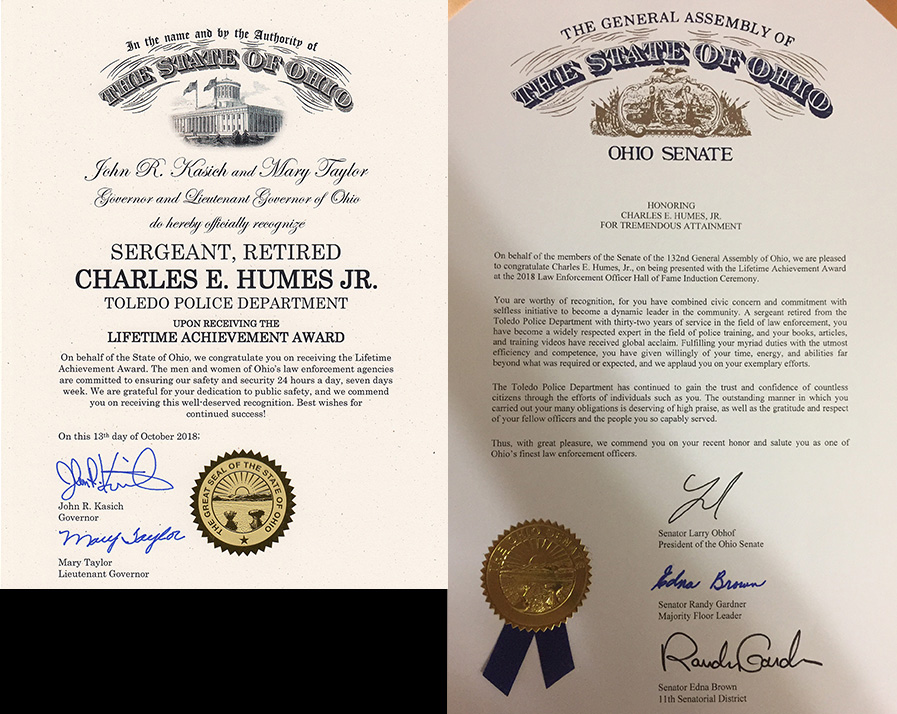 In the name and by the Authority of
THE STATE OF OHIO
John R. Kasich and Mary Taylor
Governor and Lieutenant Governor of Ohio
do hereby officially recognize
SERGEANT, RETIRED
CHARLES E. HUMES JR.
TOLEDO POLICE DEPARTMENT
UPON RECEIVING THE
LIFETIME ACHIEVEMENT AWARD
On behalf of the State of Ohio, we congratulate you on receiving the Lifetime
Achievement Award. The men and women of Ohio's law enforcement agencies
are committed to ensuring our safety and security 24 hours a day, seven days
week. We are grateful for your dedication to public safety, and we commend
you on receiving this well-deserved recognition. Best wishes for
continued success!
On this 13th day of October 2018;
John R. Kasich
John R. Kasich
Governor
Mary Taylor
Mary Taylor
Lieutenant Governor
THE GREAT SEAL OF THE STATE OF OHIO
THE GENERAL ASSEMBLY OF
THE STATE OF OHIO
OHIO SENATE
HONORING
CHARLES E. HUMES, JR.
FOR TREMENDOUS ATTAINMENT
On behalf of the members of the Senate of the 132nd General Assembly of Ohio, we are pleased
to congratulate Charles E. Humes, Jr., on being presented with the Lifetime Achievement Award
at the 2018 Law Enforcement Officer Hall of Fame Induction Ceremony.
You are worthy of recognition, for you have combined civic concern and commitment with
selfless initiative to become a dynamic leader in the community. A sergeant retired from the
Toledo Police Department with thirty-two years of service in the field of law enforcement, you
have become a widely respected expert in the field of police training, and your books, articles,
and training videos have received global acclaim. Fulfilling your myriad duties with the utmost
efficiency and competence, you have given willingly of your time, energy, and abilities far
beyond what was required or expected, and we applaud you on your exemplary efforts.
The Toledo Police Department has continued to gain the trust and confidence of countless
citizens through the efforts of individuals such as you. The outstanding manner in which you
carried out your many obligations is deserving of high praise, as well as the gratitude and respect
of your fellow officers and the people you so capably served.
Thus, with great pleasure, we commend you on your recent honor and salute you as one of
Ohio's finest law enforcement officers.
Senator Larry Obhof
President of the Ohio Senate
Edna Brown
Senator Randy Gardner
Majority Floor Leader
Randy Gardner
Senator Edna Brown
11th Senatorial District